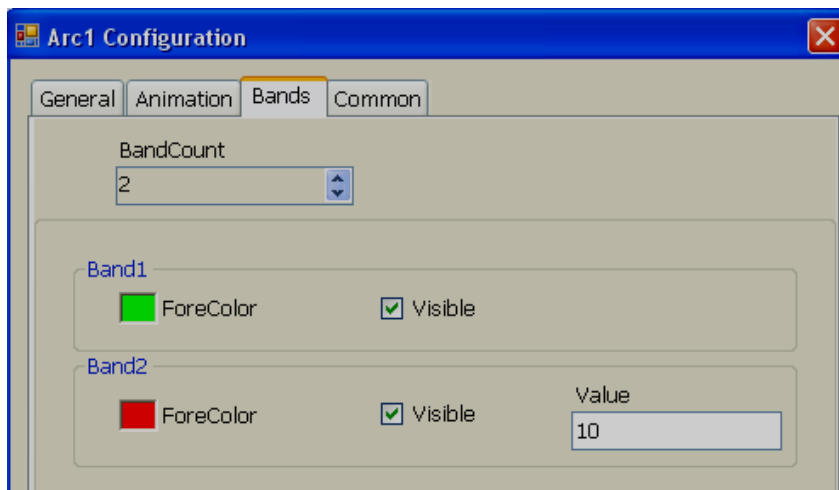 Arc1 Configuration
General Animation Bands Common
BandCount
2
Band1
ForeColor Visible
Band2
ForeColor Visible
Value
10